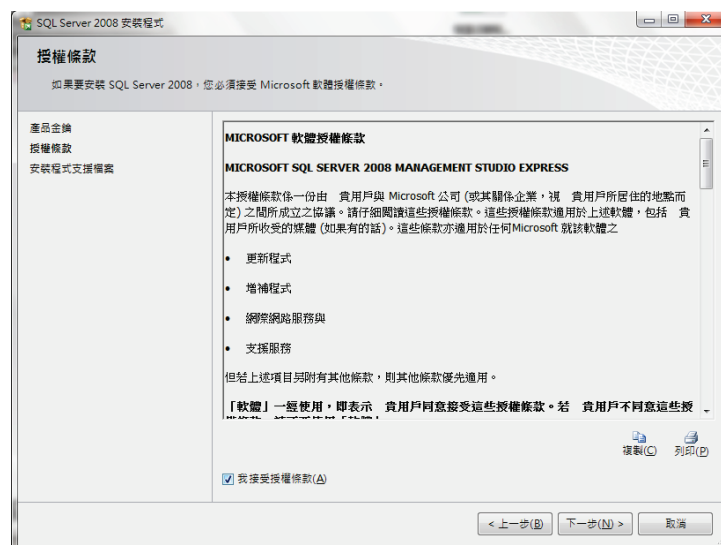 SQL Server 2008 安裝程式
授權條款
如果要安裝 SQL Server 2008，您必須接受 Microsoft 軟體授權條款。
產品金鑰
授權條款
安裝程式支援檔案
MICROSOFT 軟體授權條款
MICROSOFT SQL SERVER 2008 MANAGEMENT STUDIO EXPRESS
本授權條款係一份由　貴用戶與 Microsoft 公司 (或其關係企業，視　貴用戶所居住的地點而
定) 之間所成立之協議。請仔細閱讀這些授權條款。這些授權條款適用於上述軟體，包括　貴
用戶所收受的媒體 (如果有的話)。這些條款亦適用於任何Microsoft 就該軟體之
• 更新程式
• 增補程式
• 網際網路服務與
• 支援服務
但若上述項目另附有其他條款，則其他條款優先適用。
「軟體」一經使用，即表示　貴用戶同意接受這些授權條款。若　貴用戶不同意這些授
複製(C)
列印(P)
我接受授權條款(A)
< 上一步(B)
下一步(N) >
取消